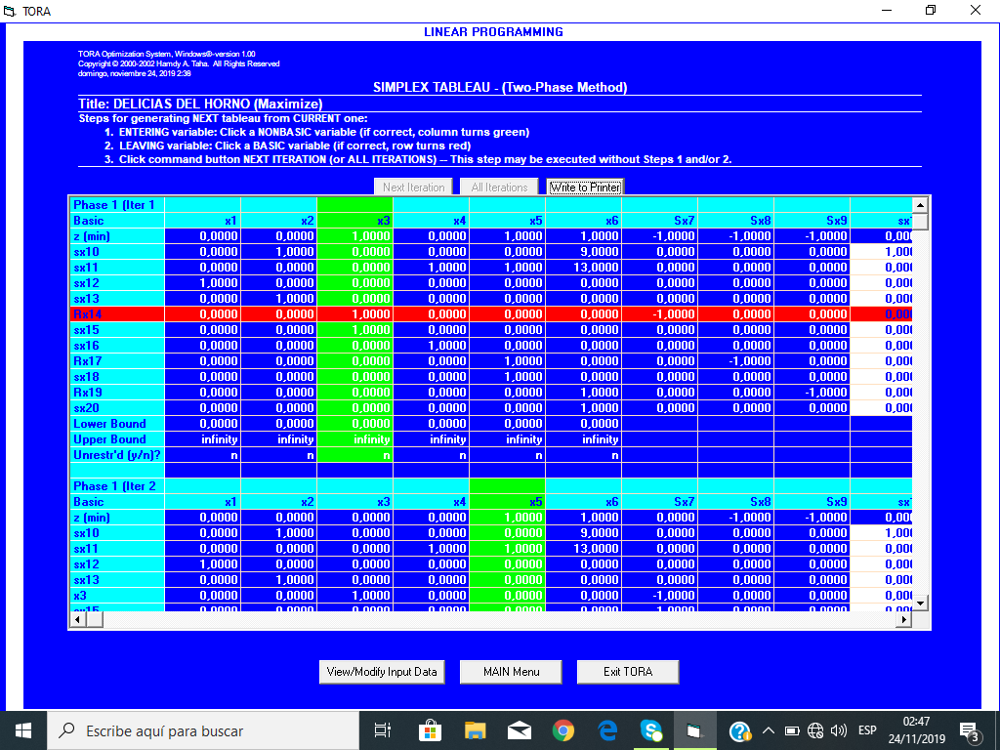 TORA
LINEAR PROGRAMMING
TORA Optimization System, Windows®-version 1.00
Copyright © 2000-2002 Hamdy A. Taha. All Rights Reserved
domingo, noviembre 24, 2019 2:38
SIMPLEX TABLEAU - (Two-Phase Method)
Title: DELICIAS DEL HORNO (Maximize)
Steps for generating NEXT tableau from CURRENT one:
1. ENTERING variable: Click a NONBASIC variable (if correct, column turns green)
2. LEAVING variable: Click a BASIC variable (if correct, row turns red)
3. Click command button NEXT ITERATION (or ALL ITERATIONS) -- This step may be executed without Steps 1 and/or 2.
Next Iteration All Iterations Write to Printer
Phase 1 (Iter 1
Basic x1 x2 x3 x4 x5 x6 Sx7 Sx8 Sx9 sx
z (min) 0,0000 0,0000 1,0000 0,0000 1,0000 1,0000 -1,0000 -1,0000 -1,0000 0,00
sx10 0,0000 1,0000 0,0000 0,0000 0,0000 9,0000 0,0000 0,0000 0,0000 1,00
sx11 0,0000 0,0000 0,0000 1,0000 1,0000 13,0000 0,0000 0,0000 0,0000 0,00
sx12 1,0000 0,0000 0,0000 0,0000 0,0000 0,0000 0,0000 0,0000 0,0000 0,00
sx13 0,0000 1,0000 0,0000 0,0000 0,0000 0,0000 0,0000 0,0000 0,0000 0,00
Rx14 0,0000 0,0000 1,0000 0,0000 0,0000 0,0000 -1,0000 0,0000 0,0000 0,00
sx15 0,0000 0,0000 1,0000 0,0000 0,0000 0,0000 0,0000 0,0000 0,0000 0,00
sx16 0,0000 0,0000 0,0000 1,0000 0,0000 0,0000 0,0000 0,0000 0,0000 0,00
Rx17 0,0000 0,0000 0,0000 0,0000 1,0000 0,0000 0,0000 -1,0000 0,0000 0,00
sx18 0,0000 0,0000 0,0000 0,0000 1,0000 0,0000 0,0000 0,0000 0,0000 0,00
Rx19 0,0000 0,0000 0,0000 0,0000 0,0000 1,0000 0,0000 0,0000 -1,0000 0,00
sx20 0,0000 0,0000 0,0000 0,0000 0,0000 1,0000 0,0000 0,0000 0,0000 0,00
Lower Bound 0,0000 0,0000 0,0000 0,0000 0,0000 0,0000
Upper Bound infinity infinity infinity infinity infinity infinity
Unrestr'd (y/n)? n n n n n n
Phase 1 (Iter 2
Basic x1 x2 x3 x4 x5 x6 Sx7 Sx8 Sx9 sx
z (min) 0,0000 0,0000 0,0000 0,0000 1,0000 1,0000 0,0000 -1,0000 -1,0000 0,00
sx10 0,0000 1,0000 0,0000 0,0000 0,0000 9,0000 0,0000 0,0000 0,0000 1,00
sx11 0,0000 0,0000 0,0000 1,0000 1,0000 13,0000 0,0000 0,0000 0,0000 0,00
sx12 1,0000 0,0000 0,0000 0,0000 0,0000 0,0000 0,0000 0,0000 0,0000 0,00
sx13 0,0000 1,0000 0,0000 0,0000 0,0000 0,0000 0,0000 0,0000 0,0000 0,00
x3 0,0000 0,0000 1,0000 0,0000 0,0000 0,0000 -1,0000 0,0000 0,0000 0,00
sx15 0,0000 0,0000 0,0000 0,0000 0,0000 0,0000 1,0000 0,0000 0,0000 0,00
View/Modify Input Data MAIN Menu Exit TORA
Escribe aquí para buscar
ESP
02:47
24/11/2019
3